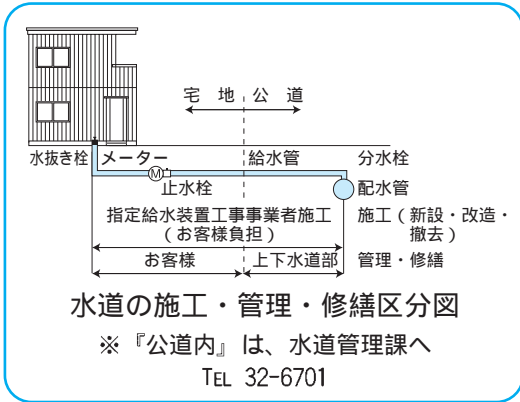 宅 地 公 道
水抜き栓 メーター 給水管 分水栓
M
止水栓 配水管
指定給水装置工事事業者施工 施工(新設・改造・
(お客様負担) 撤去)
お客様 上下水道部 管理・修繕
水道の施工・管理・修繕区分図
※『公道内』は、水道管理課へ
TEL 32-6701